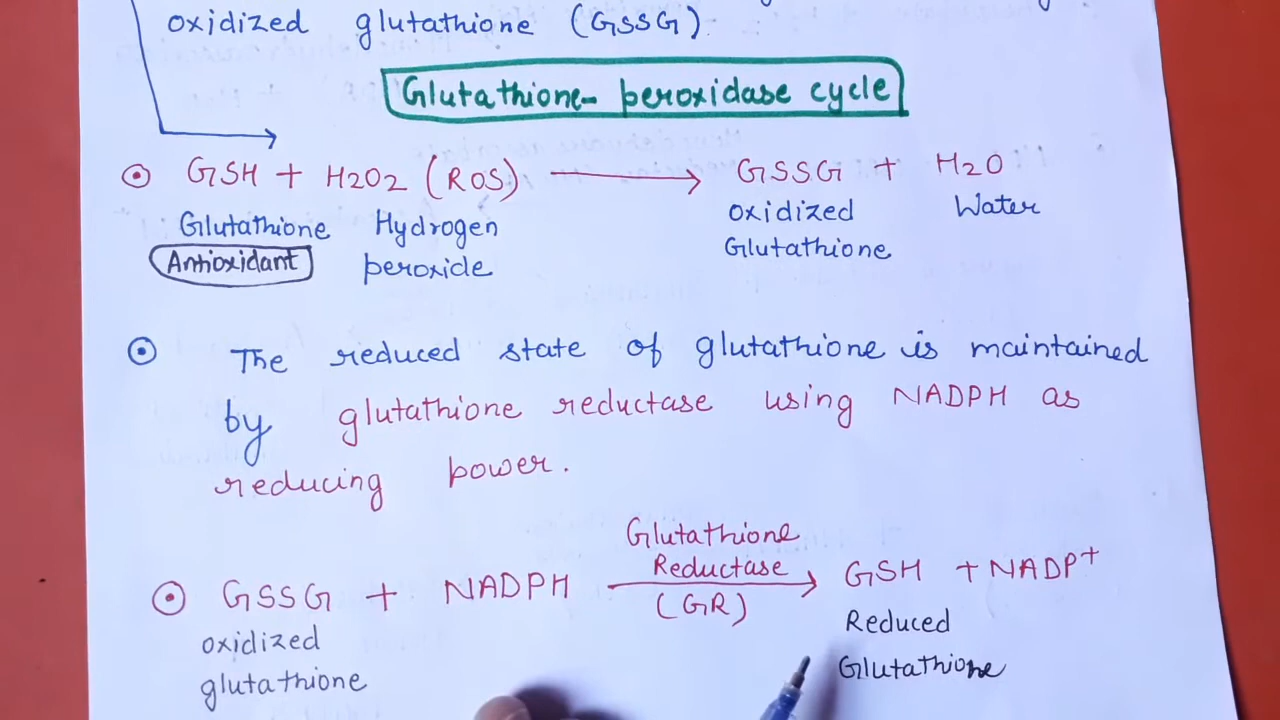 oxidized glutathione (GSSG).
Glutathione- peroxidase cycle
GSH + H2O2 (ROS) → GSSG + H2O
Glutathione Hydrogen peroxide oxidized Glutathione Water
Antioxidant
The reduced state of glutathione is maintained
by glutathione reductase using NADPH as
reducing power.
Glutathione
Reductase
GSSG + NADPH → GSH + NADP+
(GR)
oxidized Reduced
glutathione Glutathione